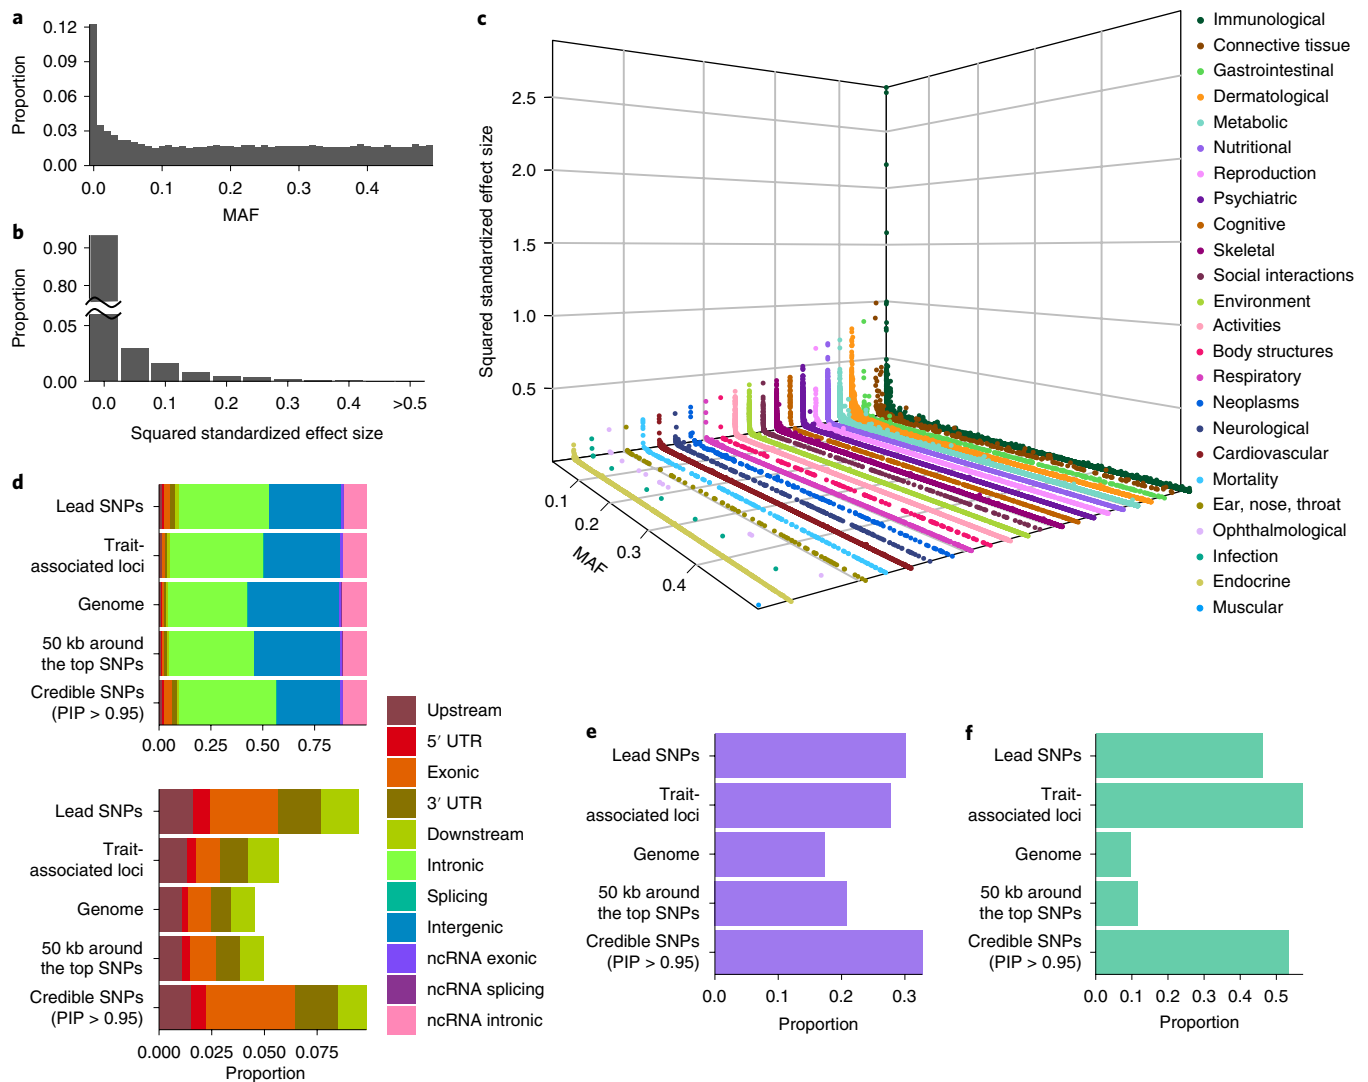 a
0.12
0.09
0.06
0.03
0.00
Proportion
0.0
0.1
0.2
0.3
0.4
MAF
b
0.90
0.80
0.05
0.00
Proportion
0.0
0.1
0.2
0.3
0.4
>0.5
Squared standardized effect size
c
2.5
2.0
1.5
1.0
0.5
Squared standardized effect size
0.1
0.2
0.3
0.4
MAF
Immunological
Connective tissue
Gastrointestinal
Dermatological
Metabolic
Nutritional
Reproduction
Psychiatric
Cognitive
Skeletal
Social interactions
Environment
Activities
Body structures
Respiratory
Neoplasms
Neurological
Cardiovascular
Mortality
Ear, nose, throat
Ophthalmological
Infection
Endocrine
Muscular
d
Lead SNPs
Trait-
associated loci
Genome
50 kb around
the top SNPs
Credible SNPs
(PIP > 0.95)
0.00
0.25
0.50
0.75
Lead SNPs
Trait-
associated loci
Genome
50 kb around
the top SNPs
Credible SNPs
(PIP > 0.95)
0.000
0.025
0.050
0.075
Proportion
Upstream
5′ UTR
Exonic
3′ UTR
Downstream
Intronic
Splicing
Intergenic
ncRNA exonic
ncRNA splicing
ncRNA intronic
e
Lead SNPs
Trait-
associated loci
Genome
50 kb around
the top SNPs
Credible SNPs
(PIP > 0.95)
0.0
0.1
0.2
0.3
Proportion
f
Lead SNPs
Trait-
associated loci
Genome
50 kb around
the top SNPs
Credible SNPs
(PIP > 0.95)
0.0
0.1
0.2
0.3
0.4
0.5
Proportion